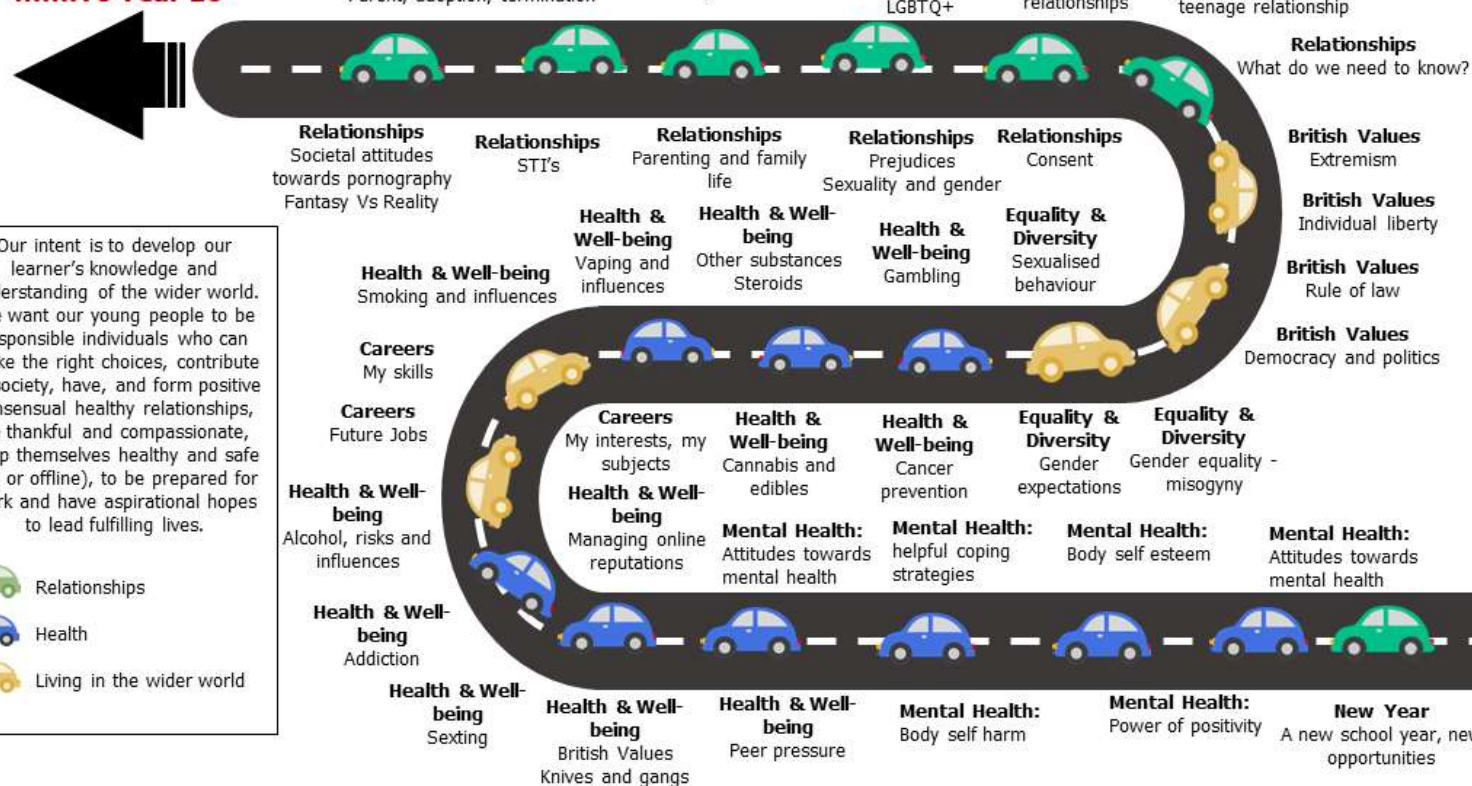 LGBTQ+
relationships
teenage relationship
Relationships
What do we need to know?
Relationships
Societal attitudes
towards pornography
Fantasy Vs Reality
Relationships
STI's
Relationships
Parenting and family
life
Relationships
Prejudices
Sexuality and gender
Relationships
Consent
British Values
Extremism
British Values
Individual liberty
British Values
Rule of law
British Values
Democracy and politics
Health & Well-being
Smoking and influences
Health &
Well-being
Vaping and
influences
Health & Well-
being
Other substances
Steroids
Health &
Well-being
Gambling
Equality &
Diversity
Sexualised
behaviour
Our intent is to develop our
learner's knowledge and
understanding of the wider world.
want our young people to be
responsible individuals who can
the right choices, contribute
society, have, and form positive
consensual healthy relationships,
thankful and compassionate,
themselves healthy and safe
or offline), to be prepared for
and have aspirational hopes
to lead fulfilling lives.
Relationships
Health
Living in the wider world
Careers
My skills
Careers
Future Jobs
Careers
My interests, my
subjects
Health &
Well-being
Cannabis and
edibles
Health &
Well-being
Cancer
prevention
Equality &
Diversity
Gender
expectations
Equality &
Diversity
Gender equality -
misogyny
Health & Well-
being
Alcohol, risks and
influences
Health & Well-
being
Managing online
reputations
Mental Health:
Attitudes towards
mental health
Mental Health:
helpful coping
strategies
Mental Health:
Body self esteem
Mental Health:
Attitudes towards
mental health
Health & Well-
being
Addiction
Health & Well-
being
Sexting
Health & Well-
being
British Values
Knives and gangs
Health & Well-
being
Peer pressure
Mental Health:
Body self harm
Mental Health:
Power of positivity
New Year
A new school year, new
opportunities